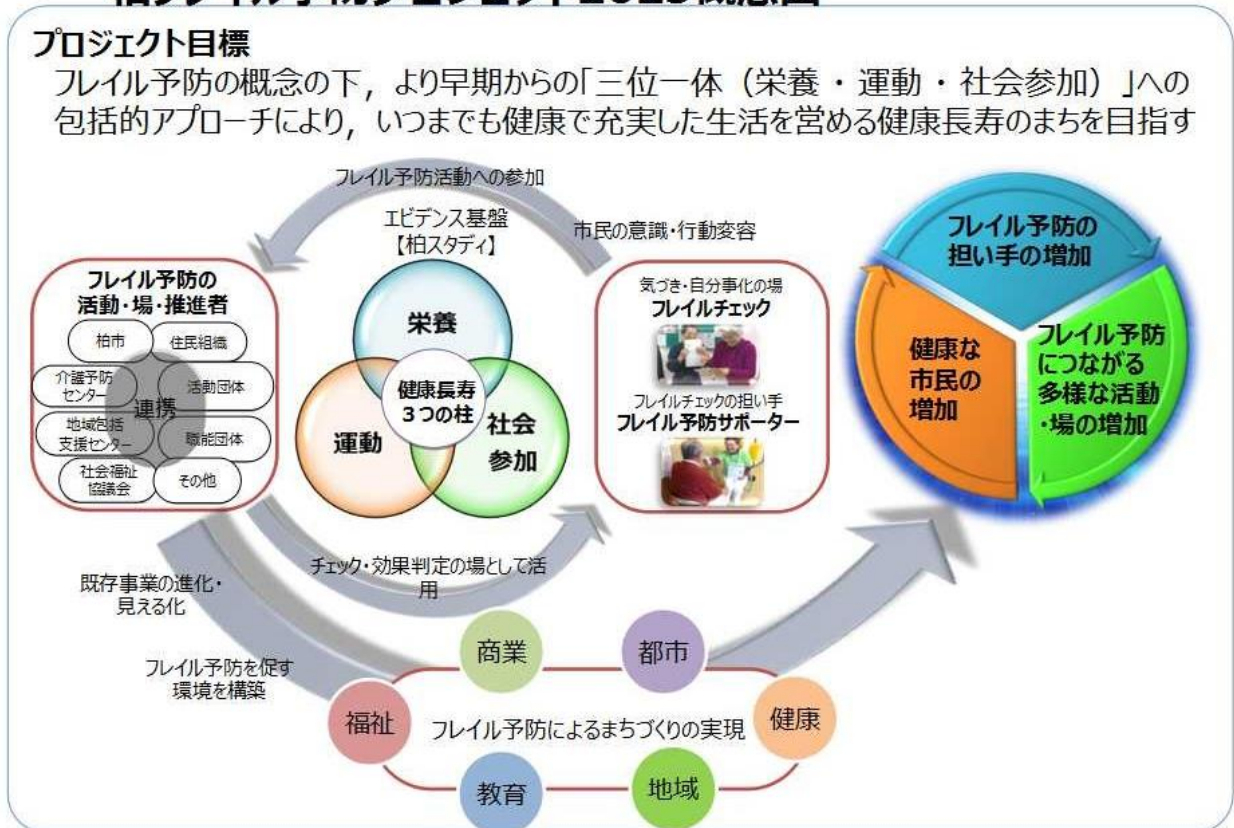 プロジェクト目標
フレイル予防の概念の下，より早期からの「三位一体（栄養・運動・社会参加）」への
包括的アプローチにより，いつまでも健康で充実した生活を営める健康長寿のまちを目指す
フレイル予防活動への参加
エビデンス基盤
【柏スタディ】
市民の意識・行動変容
フレイル予防の
活動・場・推進者
柏市
住民組織
介護予防
センター
活動団体
連携
地域包括
支援センター
職能団体
社会福祉
協議会
その他
栄養
健康長寿
３つの柱
運動
社会
参加
気づき・自分事化の場
フレイルチェック
フレイルチェックの担い手
フレイル予防サポーター
フレイル予防の
担い手の増加
健康な
市民の
増加
フレイル予防
につながる
多様な活動
・場の増加
チェック・効果判定の場として活
用
既存事業の進化・
見える化
フレイル予防を促す
環境を構築
商業
都市
福祉
フレイル予防によるまちづくりの実現
健康
教育
地域